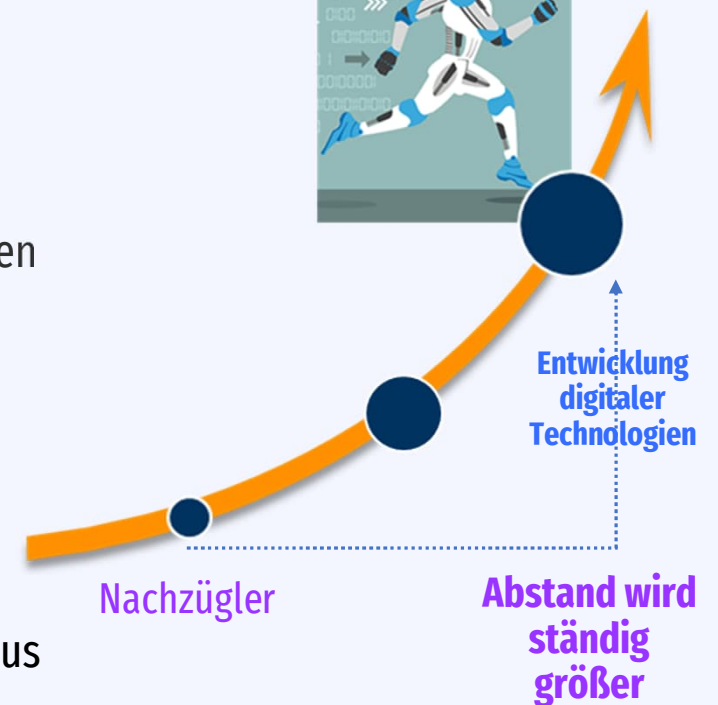 en
Entwicklung
digitaler
Technologien
Nachzügler
Abstand wird
ständig
größer
us